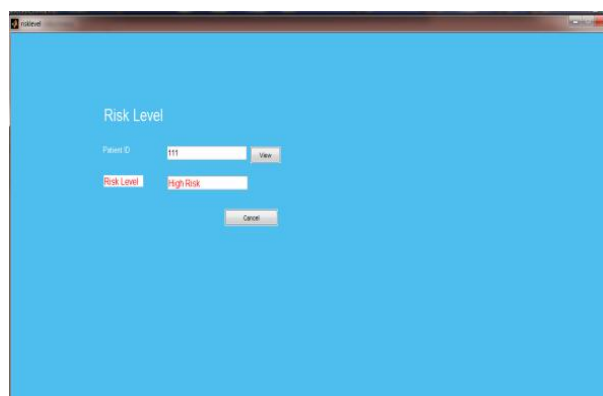 risklevel
Risk Level
Patient ID 111 View
Risk Level High Risk
Cancel